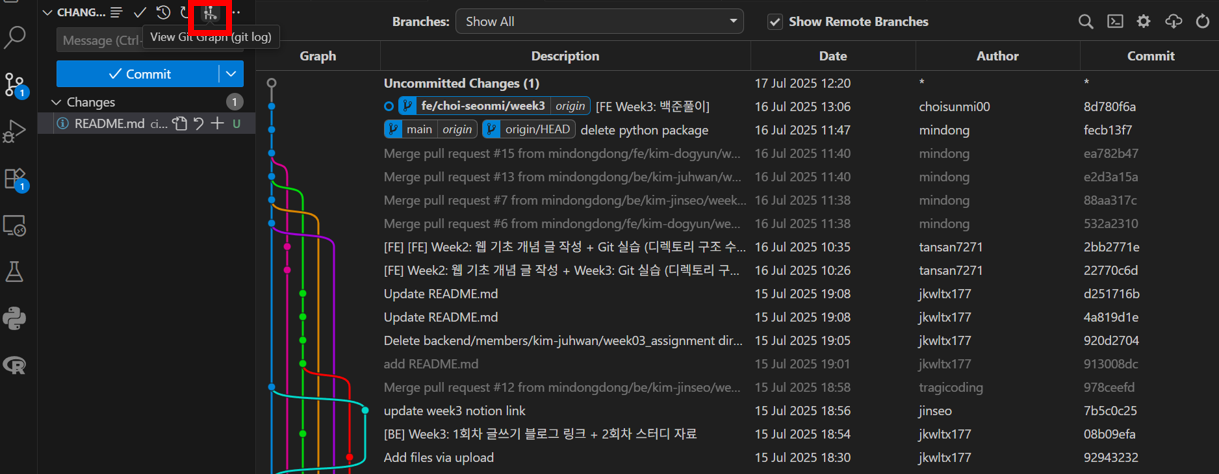 CHANG...
Message (Ctrl-
View Git Graph (git log)
Commit
Changes 1
README.md ci... U
1
1
Branches: Show All Show Remote Branches
Graph Description Date Author Commit
Uncommitted Changes (1) 17 Jul 2025 12:20 * *
fe/choi-seonmi/week3 origin [FE Week3: 백준풀이] 16 Jul 2025 13:06 choisunmi00 8d780f6a
main origin origin/HEAD delete python package 16 Jul 2025 11:47 mindong fecb13f7
Merge pull request #15 from mindongdong/fe/kim-dogyun/w... 16 Jul 2025 11:40 mindong ea782b47
Merge pull request #13 from mindongdong/be/kim-juhwan/w... 16 Jul 2025 11:40 mindong e2d3a15a
Merge pull request #7 from mindongdong/be/kim-jinseo/week... 16 Jul 2025 11:38 mindong 88aa317c
Merge pull request #6 from mindongdong/fe/kim-dogyun/we... 16 Jul 2025 11:38 mindong 532a2310
[FE] [FE] Week2: 웹 기초 개념 글 작성 + Git 실습 (디렉토리 구조 수... 16 Jul 2025 10:35 tansan7271 2bb2771e
[FE] Week2: 웹 기초 개념 글 작성 + Week3: Git 실습 (디렉토리 구... 16 Jul 2025 10:26 tansan7271 22770c6d
Update README.md 15 Jul 2025 19:08 jkwltx177 d251716b
Update README.md 15 Jul 2025 19:08 jkwltx177 4a819d1e
Delete backend/members/kim-juhwan/week03_assignment dir... 15 Jul 2025 19:05 jkwltx177 920d2704
add README.md 15 Jul 2025 19:01 jkwltx177 913008dc
Merge pull request #12 from mindongdong/be/kim-jinseo/we... 15 Jul 2025 18:58 tragicoding 978ceefd
update week3 notion link 15 Jul 2025 18:56 jinseo 7b5c0c25
[BE] Week3: 1회차 글쓰기 블로그 링크 + 2회차 스터디 자료 15 Jul 2025 18:54 jkwltx177 08b09efa
Add files via upload 15 Jul 2025 18:30 jkwltx177 92943232